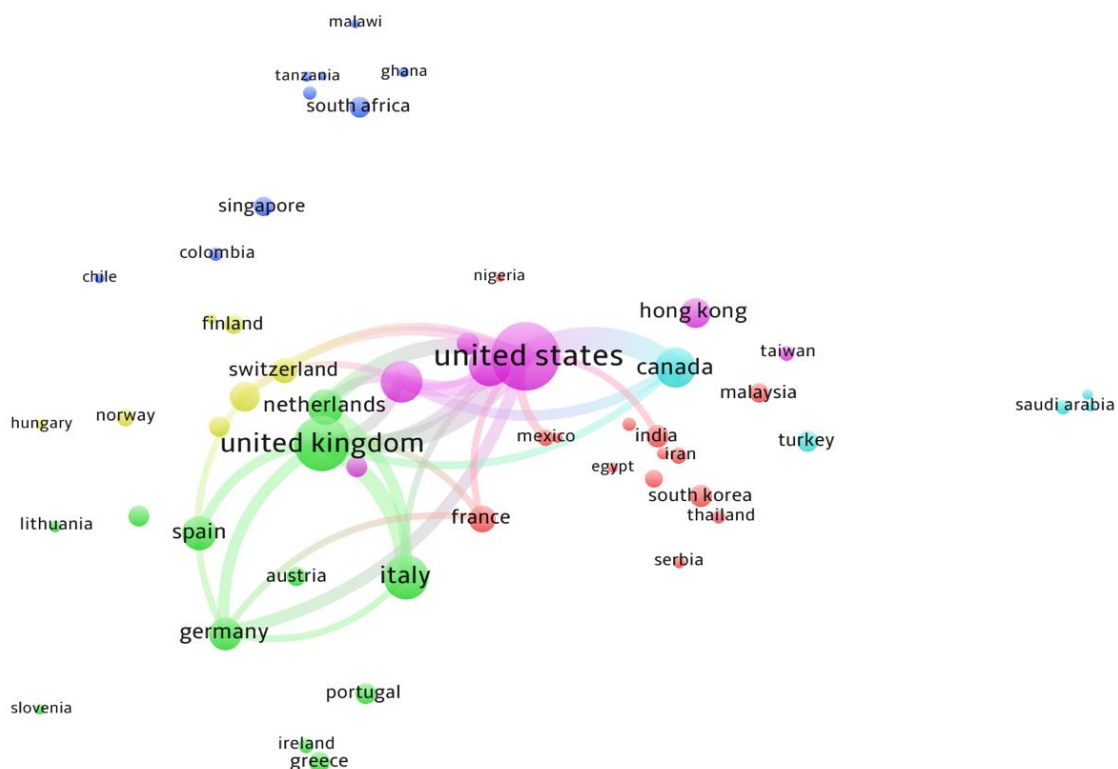 malawi
tanzania
ghana
south africa
singapore
colombia
chile
nigeria
hong kong
finland
united states
taiwan
switzerland
canada
malaysia
netherlands
saudi arabia
hungary
norway
united kingdom
mexico
india
turkey
iran
egypt
south korea
france
thailand
lithuania
spain
serbia
austria
italy
germany
portugal
slovenia
ireland
greece